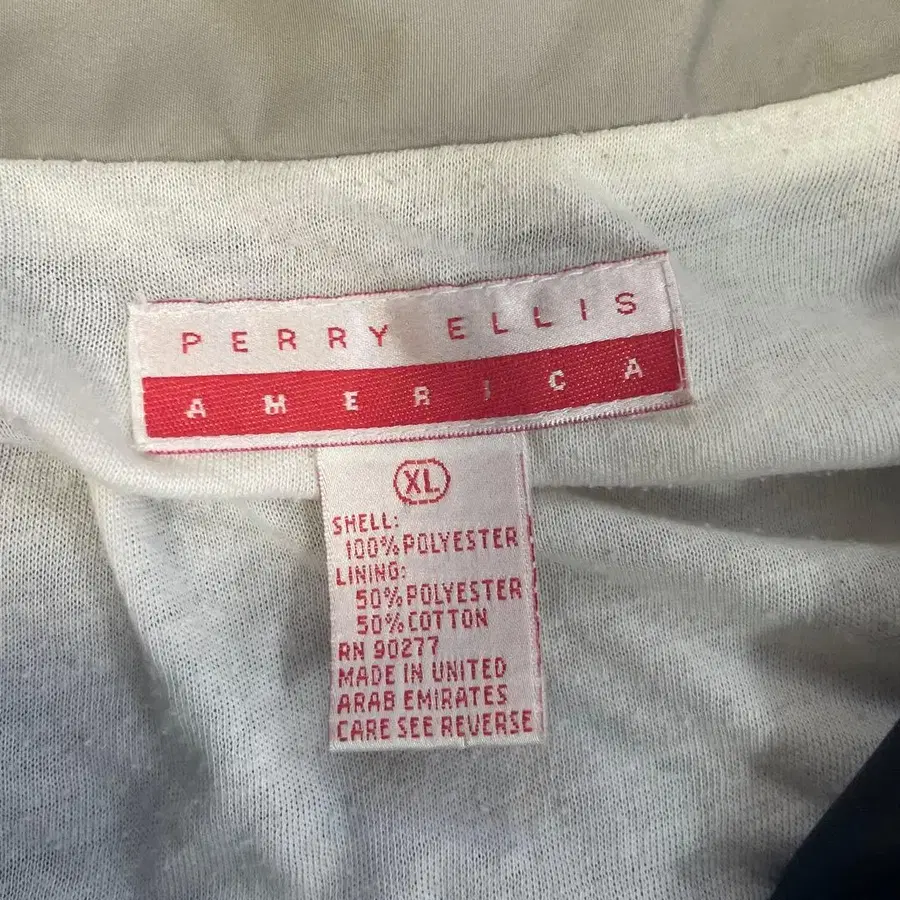 PERRY ELLIS
AMERICA
XL
SHELL:
100% POLYESTER
LINING:
50% POLYESTER
50% COTTON
RN 90277
MADE IN UNITED
ARAB EMIRATES
CARE SEE REVERSE